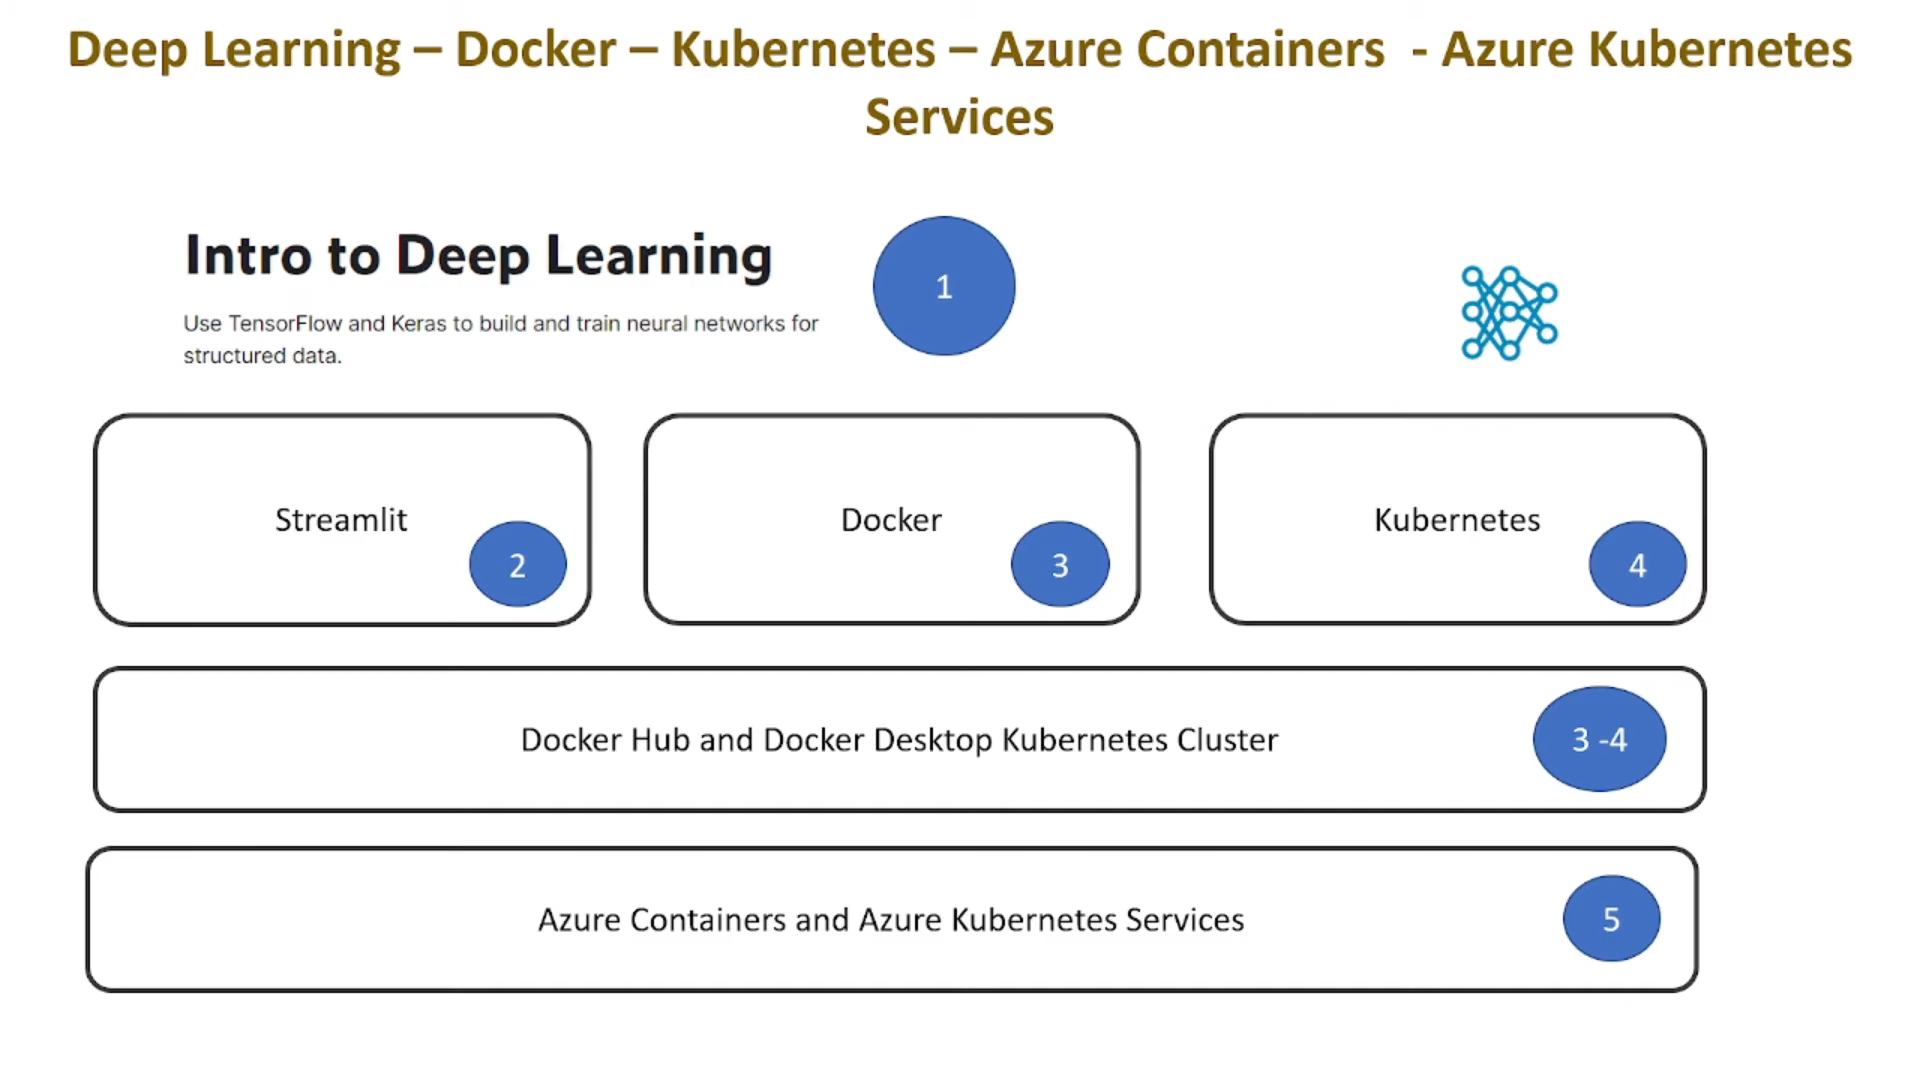 Deep Learning – Docker – Kubernetes – Azure Containers  - Azure Kubernetes
Services
Intro to Deep Learning
1
Use TensorFlow and Keras to build and train neural networks for
structured data.
Streamlit
2
Docker
3
Kubernetes
4
Docker Hub and Docker Desktop Kubernetes Cluster
3 -4
Azure Containers and Azure Kubernetes Services
5